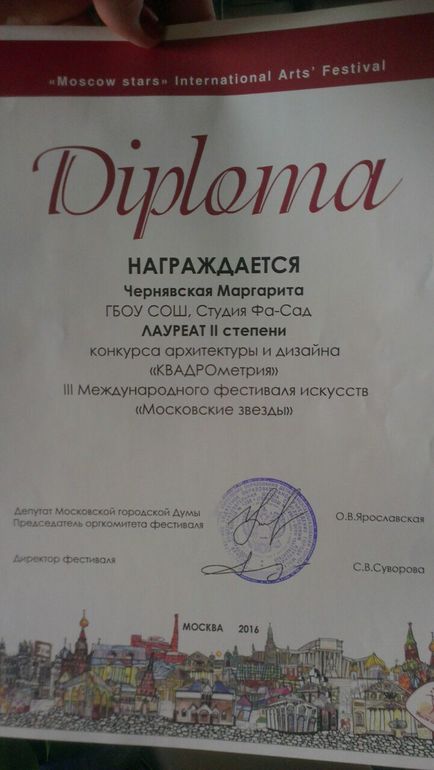 «Moscow stars» International Arts' Festival
Diploma
НАГРАЖДАЕТСЯ
Чернявская Маргарита
ГБОУ СОШ, Студия Фа-Сад
ЛАУРЕАТ II степени
конкурса архитектуры и дизайна
«КВАДРОметрия»
III Международного фестиваля искусств
«Московские звезды»
Депутат Московской городской Думы
Председатель оргкомитета фестиваля
О.В.Ярославская
Директор фестиваля
С.В.Суворова
МОСКВА 2016